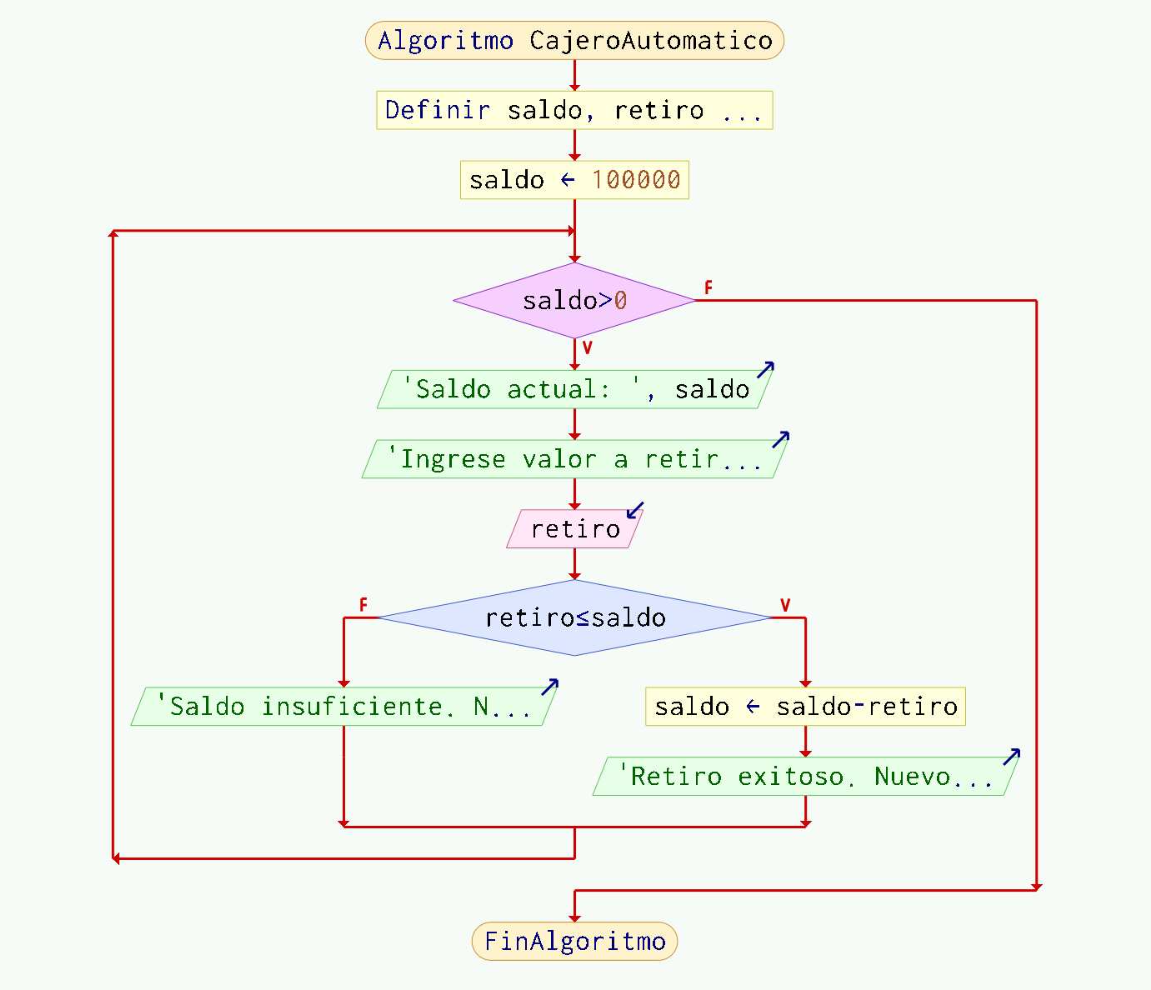 Algoritmo CajeroAutomatico
Definir saldo, retiro ...
saldo ← 100000
saldo>0
F
V
'Saldo actual: ', saldo
'Ingrese valor a retir...
retiro
F
retiro≤saldo
V
'Saldo insuficiente. N...
saldo ← saldo-retiro
'Retiro exitoso. Nuevo...
FinAlgoritmo